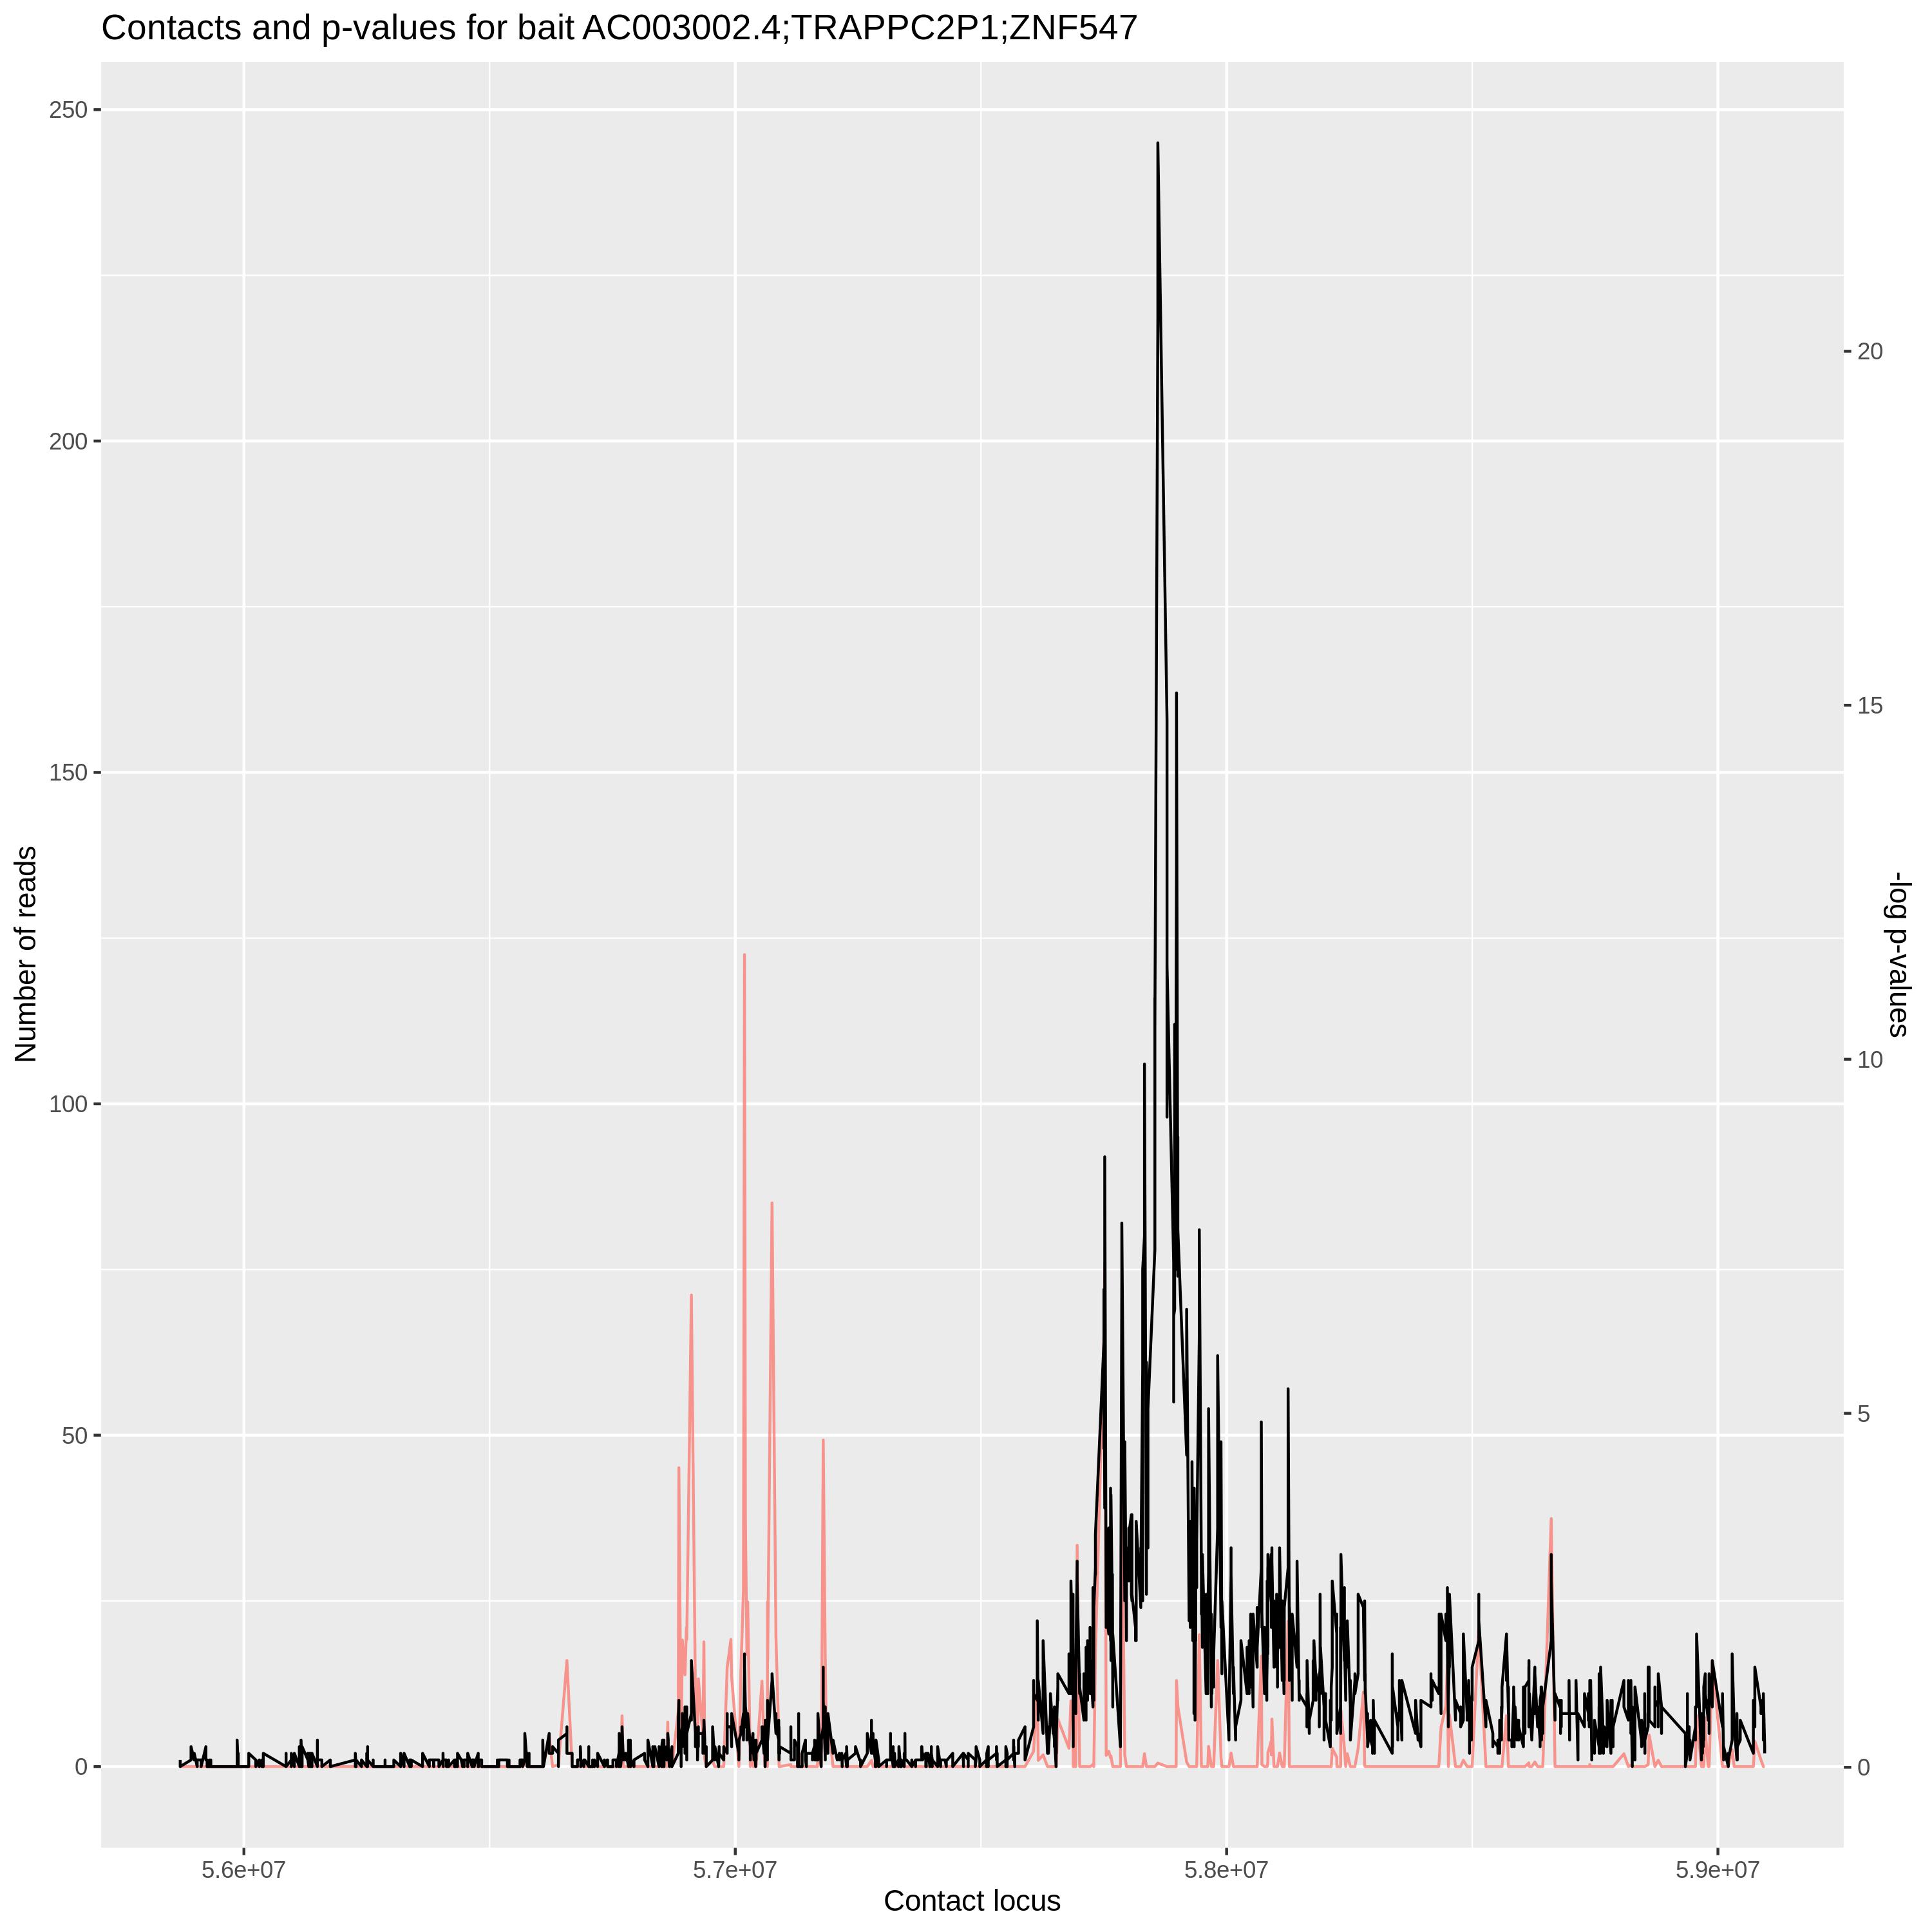 Contacts and p-values for bait AC003002.4;TRAPPC2P1;ZNF547
250
200
150
100
50
0
Number of reads
20
15
10
5
0
-log p-values
5.6e+07
5.7e+07
5.8e+07
5.9e+07
Contact locus